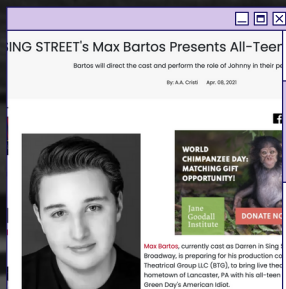 SING STREET's Max Bartos Presents All-Teen
Bartos will direct the cast and perform the role of Johnny in their
By: A.A. Cristi Apr. 08, 2021
WORLD
CHIMPANZEE DAY:
MATCHING GIFT
OPPORTUNITY!
Jane
Goodall
Institute
DONATE
Max Bartos, currently cast as Darren in Sing
Broadway, is preparing for his production
Theatrical Group LLC (BTG), to bring live
hometown of Lancaster, PA with his all-teen
Green Day's American Idiot.